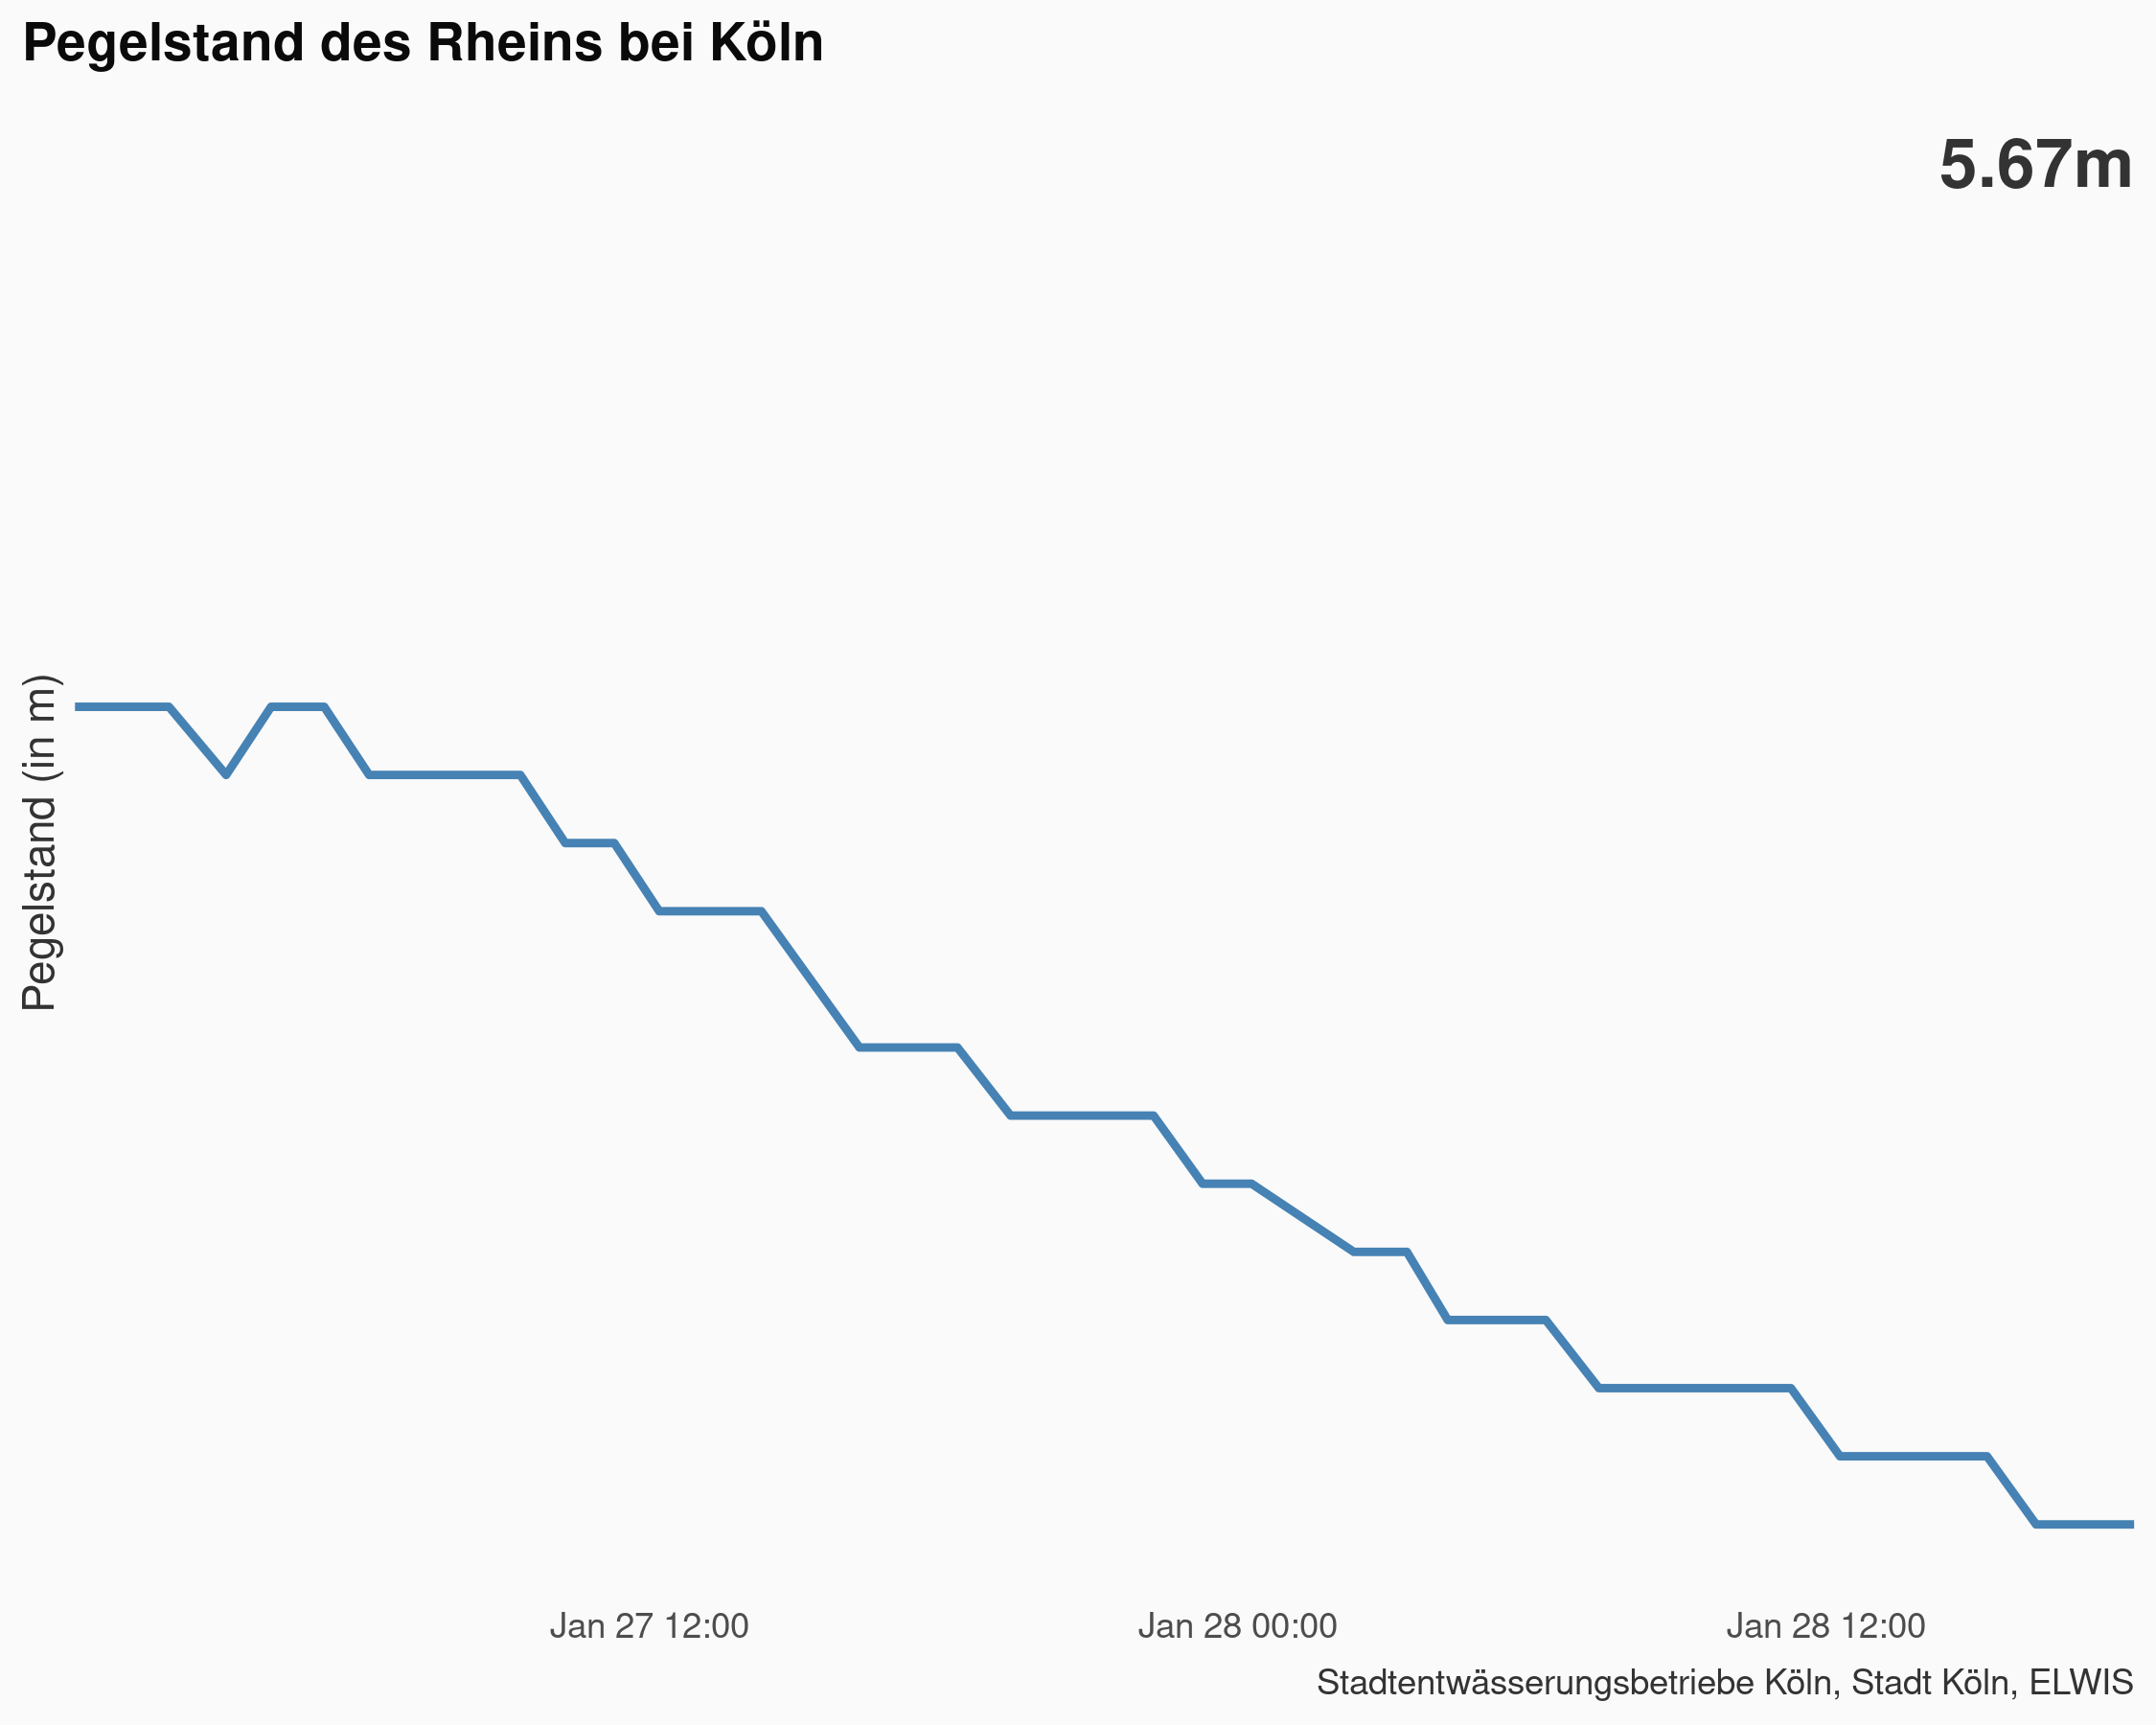 Pegelstand des Rheins bei Köln
5.67m
Pegelstand (in m)
Jan 27 12:00
Jan 28 00:00
Jan 28 12:00
Stadtentwässerungsbetriebe Köln, Stadt Köln, ELWIS